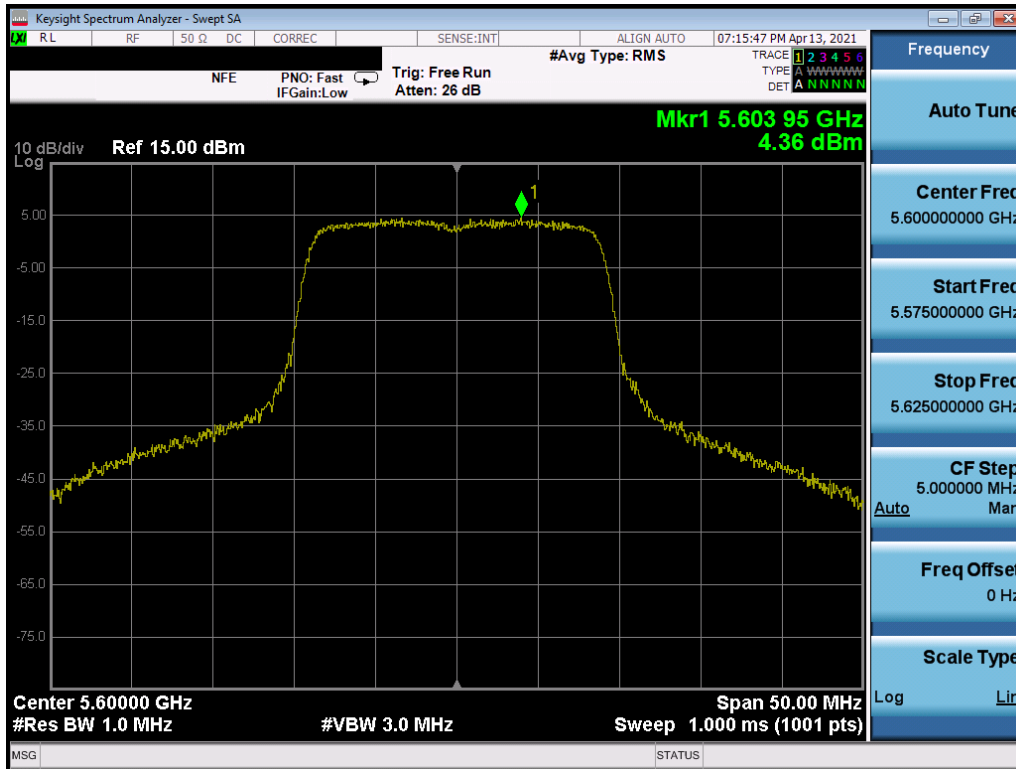 Keysight Spectrum Analyzer - Swept SA
LXI RL RF 50 Ω DC CORREC SENSE:INT ALIGN AUTO 07:15:47 PM Apr 13, 2021
NFE PNO: Fast IFGain:Low
Trig: Free Run
Atten: 26 dB
#Avg Type: RMS
TRACE 1 2 3 4 5 6
TYPE A WWWWW
DET A N N N N N
Mkr1 5.603 95 GHz
4.36 dBm
10 dB/div Ref 15.00 dBm
Log
1
5.00
-5.00
-15.0
-25.0
-35.0
-45.0
-55.0
-65.0
-75.0
Center 5.60000 GHz Span 50.00 MHz
#Res BW 1.0 MHz #VBW 3.0 MHz Sweep 1.000 ms (1001 pts)
MSG STATUS
Frequency
Auto Tune
Center Freq
5.600000000 GHz
Start Freq
5.575000000 GHz
Stop Freq
5.625000000 GHz
CF Step
5.000000 MHz
Auto Man
Freq Offset
0 Hz
Scale Type
Log Lin